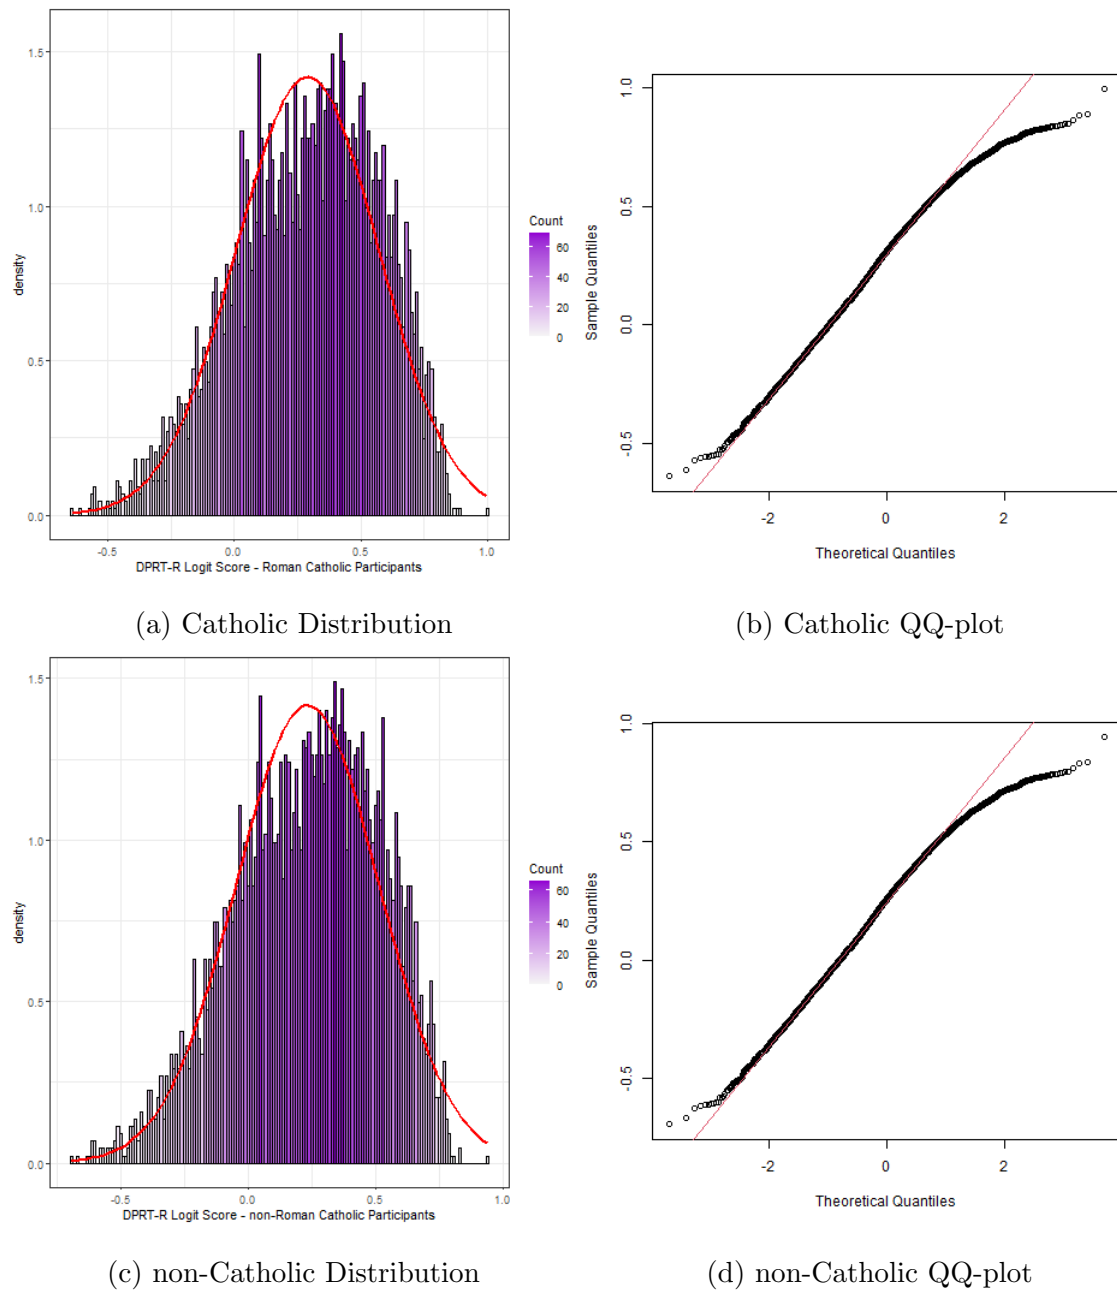 1.5
1.0
0.5
0.0
density
-0.5
0.0
0.5
1.0
DPRT-R Logit Score - Roman Catholic Participants
Count
60
40
20
0
(a) Catholic Distribution
1.0
0.5
0.0
-0.5
Sample Quantiles
-2
0
2
Theoretical Quantiles
(b) Catholic QQ-plot
1.5
1.0
0.5
0.0
density
-0.5
0.0
0.5
1.0
DPRT-R Logit Score - non-Roman Catholic Participants
Count
60
40
20
0
(c) non-Catholic Distribution
1.0
0.5
0.0
-0.5
Sample Quantiles
-2
0
2
Theoretical Quantiles
(d) non-Catholic QQ-plot